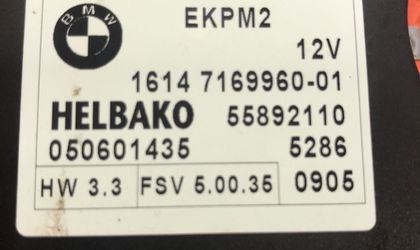 BMW
EKPM2
12V
1614 7169960-01
HELBAKO 55892110
050601435 5286
HW 3.3 FSV 5.00.35 0905